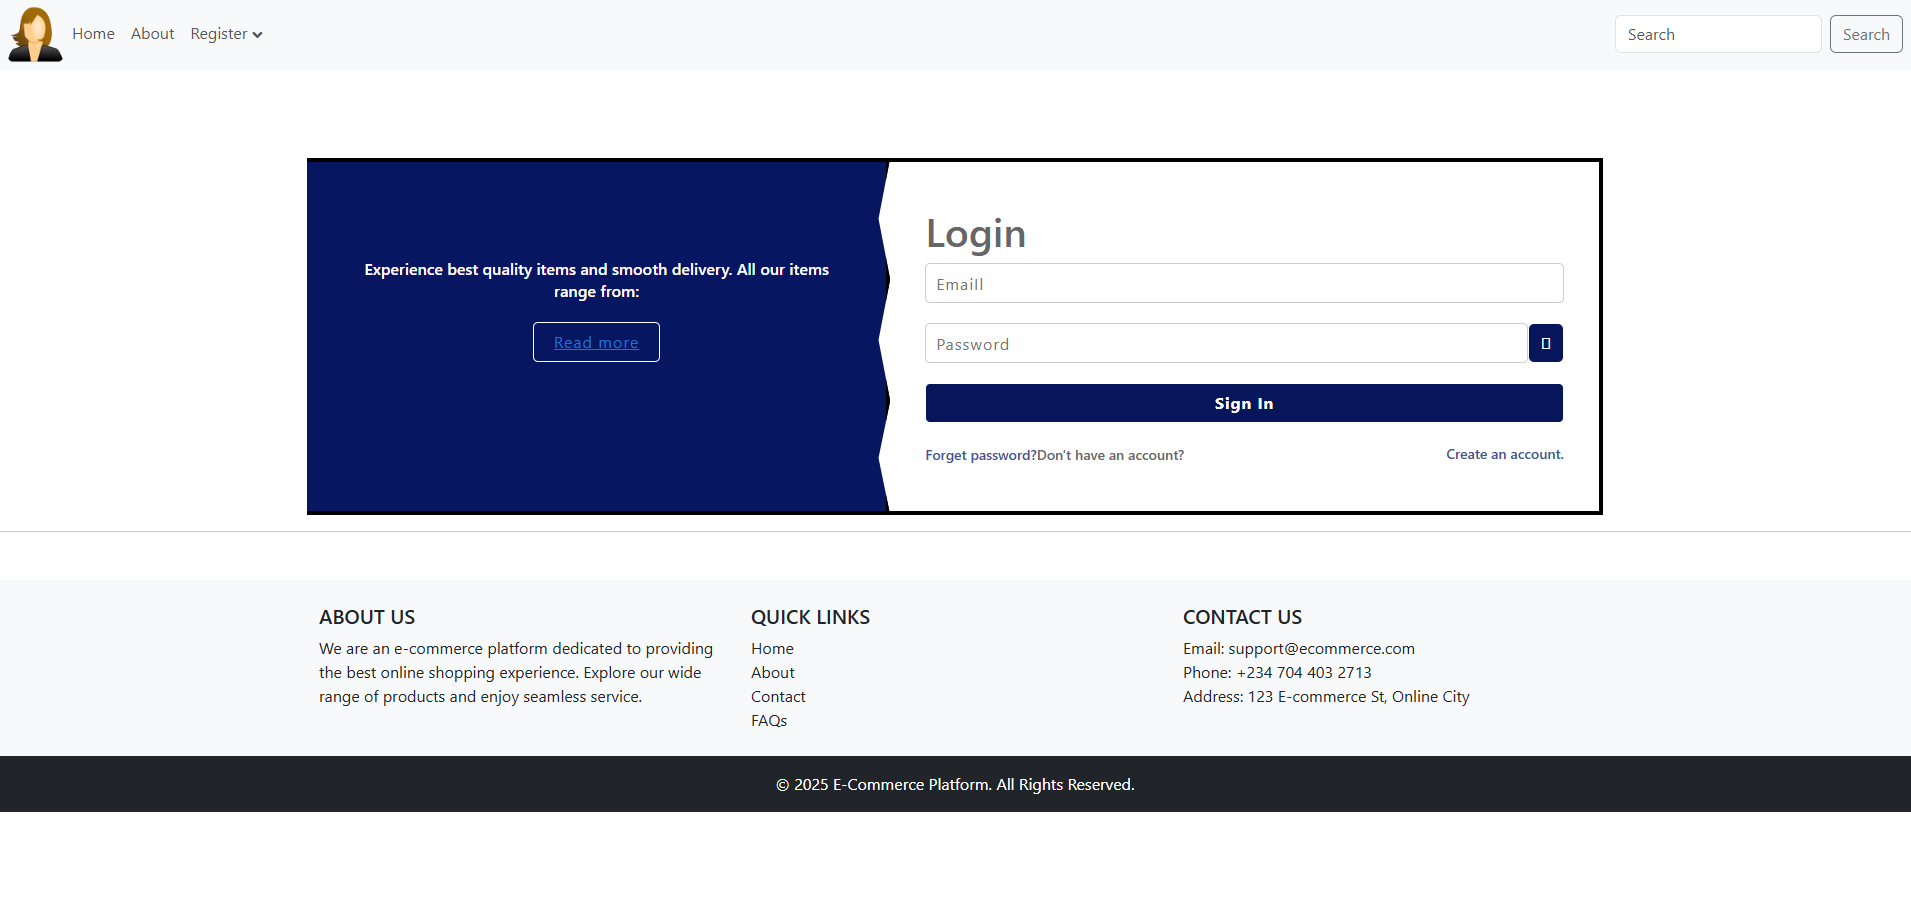 Home About Register
Search Search
Experience best quality items and smooth delivery. All our items
range from:
Read more
Login
Emaill
Password
Sign In
Forget password?Don't have an account? Create an account.
ABOUT US
We are an e-commerce platform dedicated to providing
the best online shopping experience. Explore our wide
range of products and enjoy seamless service.
QUICK LINKS
Home
About
Contact
FAQs
CONTACT US
Email: support@ecommerce.com
Phone: +234 704 403 2713
Address: 123 E-commerce St, Online City
© 2025 E-Commerce Platform. All Rights Reserved.